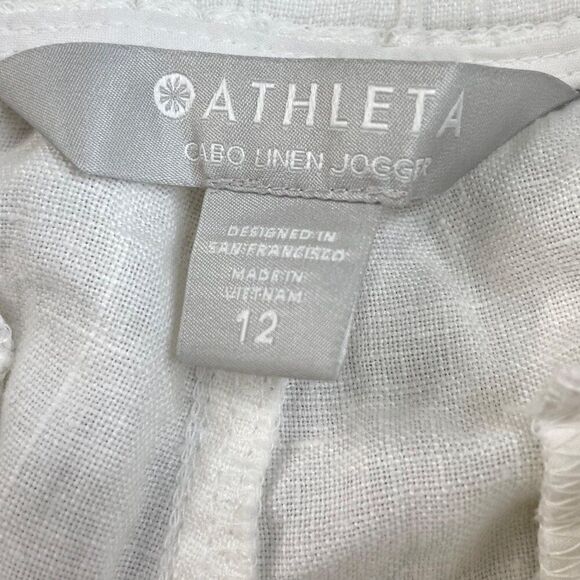 ATHLETA
CABO LINEN JOGGER
DESIGNED IN
SAN FRANCISCO
MADE IN
VIETNAM
12